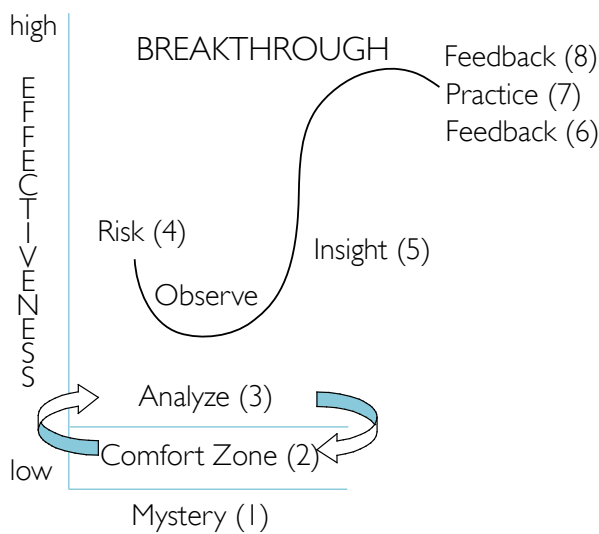 high
BREAKTHROUGH
EFFECTIVENESS
Feedback (8)
Practice (7)
Feedback (6)
Risk (4)
Insight (5)
Observe
Analyze (3)
Comfort Zone (2)
low
Mystery (1)